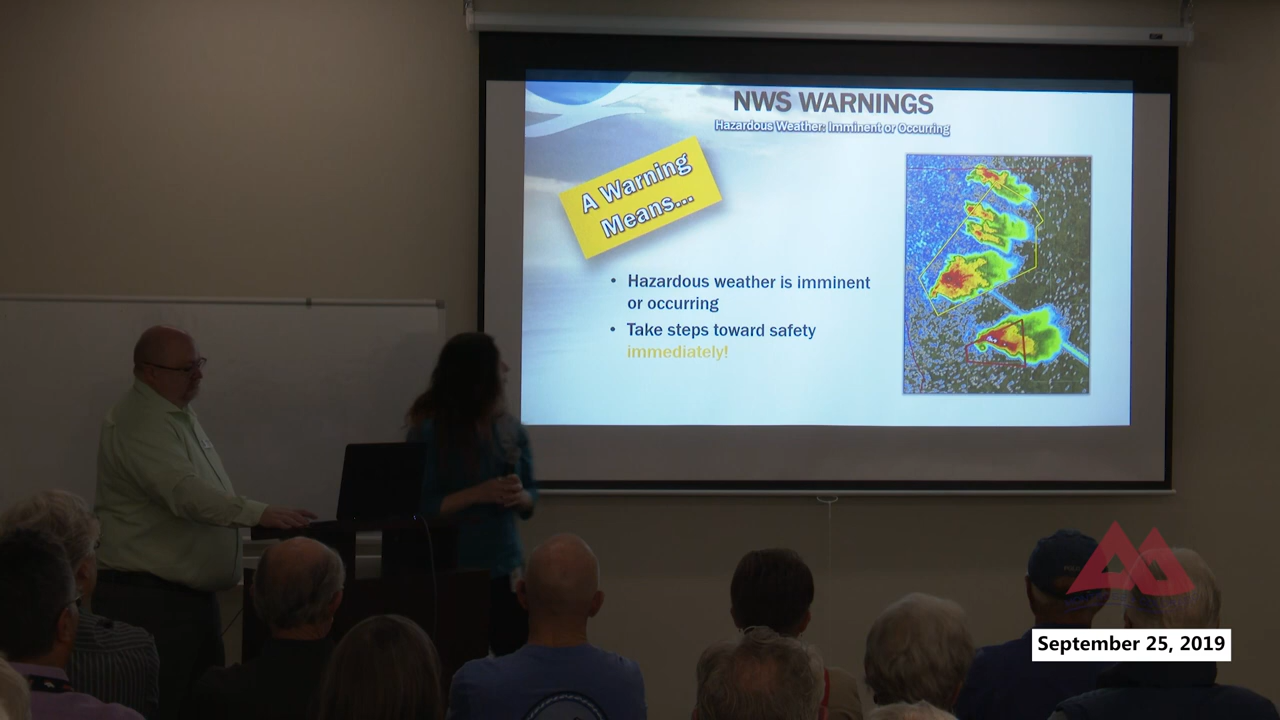 NWS WARNINGS
Hazardous Weather: Imminent or Occurring
A Warning
Means...
• Hazardous weather is imminent
or occurring
• Take steps toward safety
immediately!
September 25, 2019